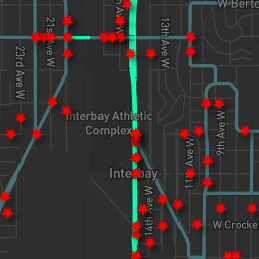 W Berto
21st Ave W
13th Ave W
23rd Ave W
Interbay Athletic
Complex
9th Ave W
11th Ave W
Interbay
14th Ave W
W Crocke